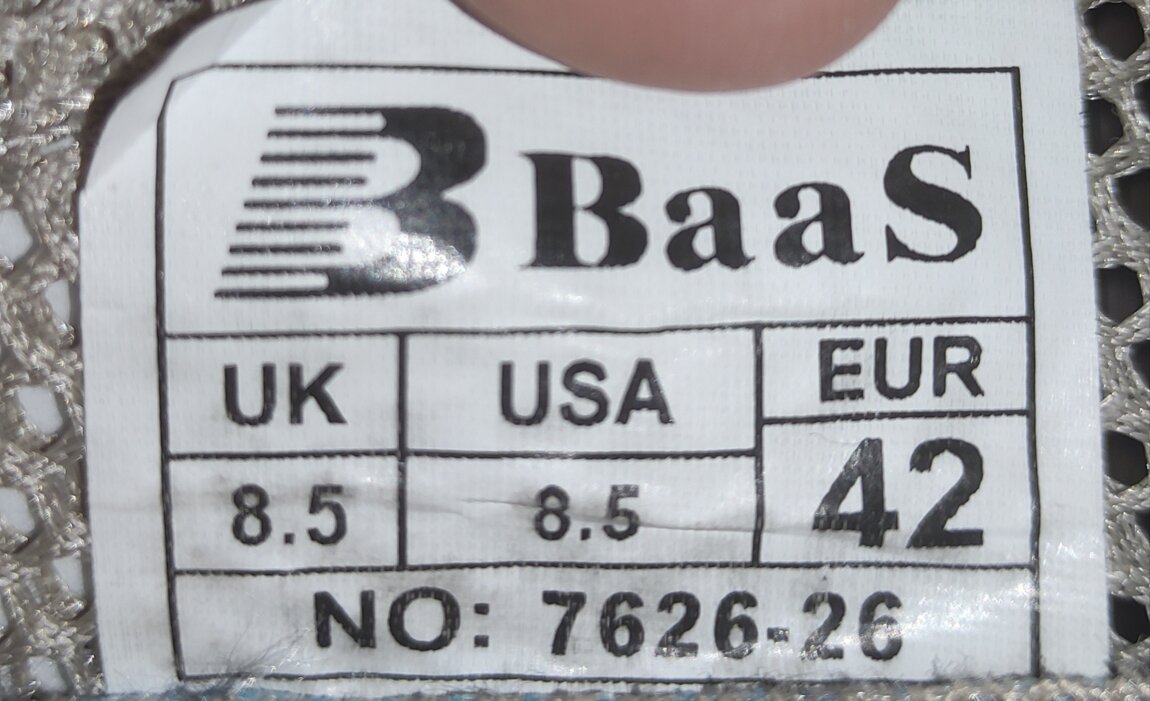 B BaaS
UK USA EUR
8.5 8.5 42
NO: 7626-26